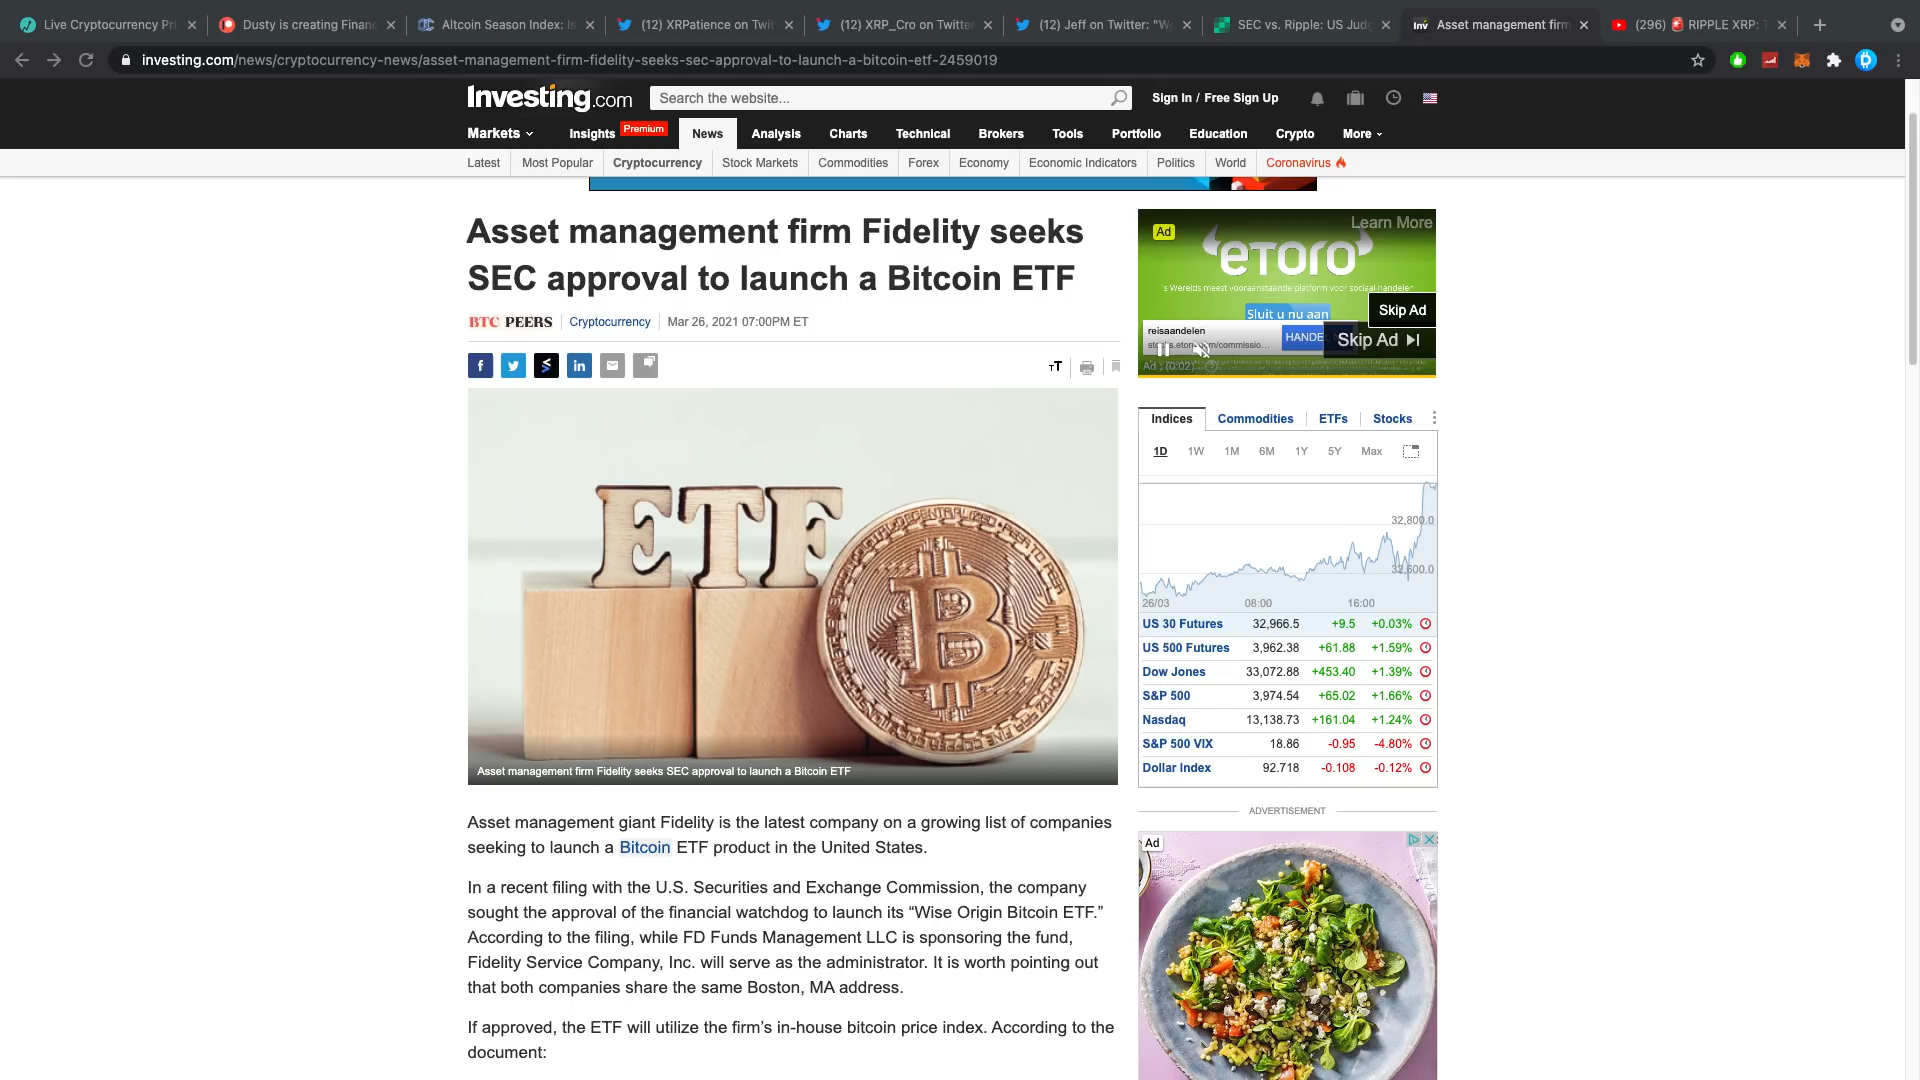 Live Cryptocurrency Pri
Dusty is creating Financ
Altcoin Season Index: Is
(12) XRPatience on Twit
(12) XRP_Cro on Twitter
(12) Jeff on Twitter: "We
SEC vs. Ripple: US Judg
Inv Asset management firm
(296) 🚨 RIPPLE XRP: T
investing.com/news/cryptocurrency-news/asset-management-firm-fidelity-seeks-sec-approval-to-launch-a-bitcoin-etf-2459019
Investing.com
Search the website...
Sign In / Free Sign Up
Markets Insights Premium News Analysis Charts Technical Brokers Tools Portfolio Education Crypto More
Latest Most Popular Cryptocurrency Stock Markets Commodities Forex Economy Economic Indicators Politics World Coronavirus
Asset management firm Fidelity seeks
SEC approval to launch a Bitcoin ETF
BTC PEERS Cryptocurrency Mar 26, 2021 07:00PM ET
ETF
Asset management firm Fidelity seeks SEC approval to launch a Bitcoin ETF
Asset management giant Fidelity is the latest company on a growing list of companies
seeking to launch a Bitcoin ETF product in the United States.
In a recent filing with the U.S. Securities and Exchange Commission, the company
sought the approval of the financial watchdog to launch its “Wise Origin Bitcoin ETF.”
According to the filing, while FD Funds Management LLC is sponsoring the fund,
Fidelity Service Company, Inc. will serve as the administrator. It is worth pointing out
that both companies share the same Boston, MA address.
If approved, the ETF will utilize the firm’s in-house bitcoin price index. According to the
document:
Learn More
Ad
eToro
's Werelds meest vooraanstaande platform voor sociaal handelen
Sluit u nu aan
Skip Ad
reisaandelen
HANDE
Skip Ad
Ad : (0:02)
Indices Commodities ETFs Stocks
1D 1W 1M 6M 1Y 5Y Max
32,800.0
32,600.0
26/03 08:00 16:00
US 30 Futures 32,966.5 +9.5 +0.03%
US 500 Futures 3,962.38 +61.88 +1.59%
Dow Jones 33,072.88 +453.40 +1.39%
S&P 500 3,974.54 +65.02 +1.66%
Nasdaq 13,138.73 +161.04 +1.24%
S&P 500 VIX 18.86 -0.95 -4.80%
Dollar Index 92.718 -0.108 -0.12%
ADVERTISEMENT
Ad